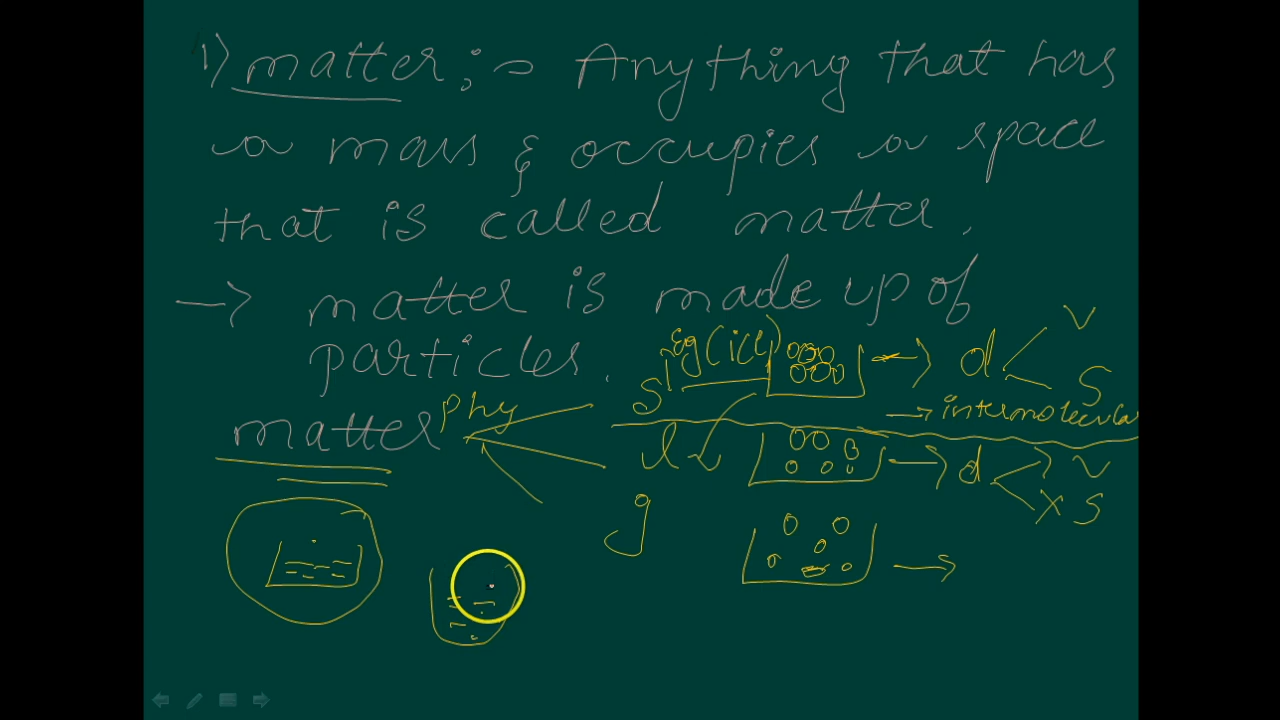 1) matter :- Anything that has
a mass & occupies a space
that is called matter.
→ matter is made up of
particles.
Eg(ice)
S
→ d < V
S
→ intermolecular
matter Phy
l
→ d < V
X S
g
→